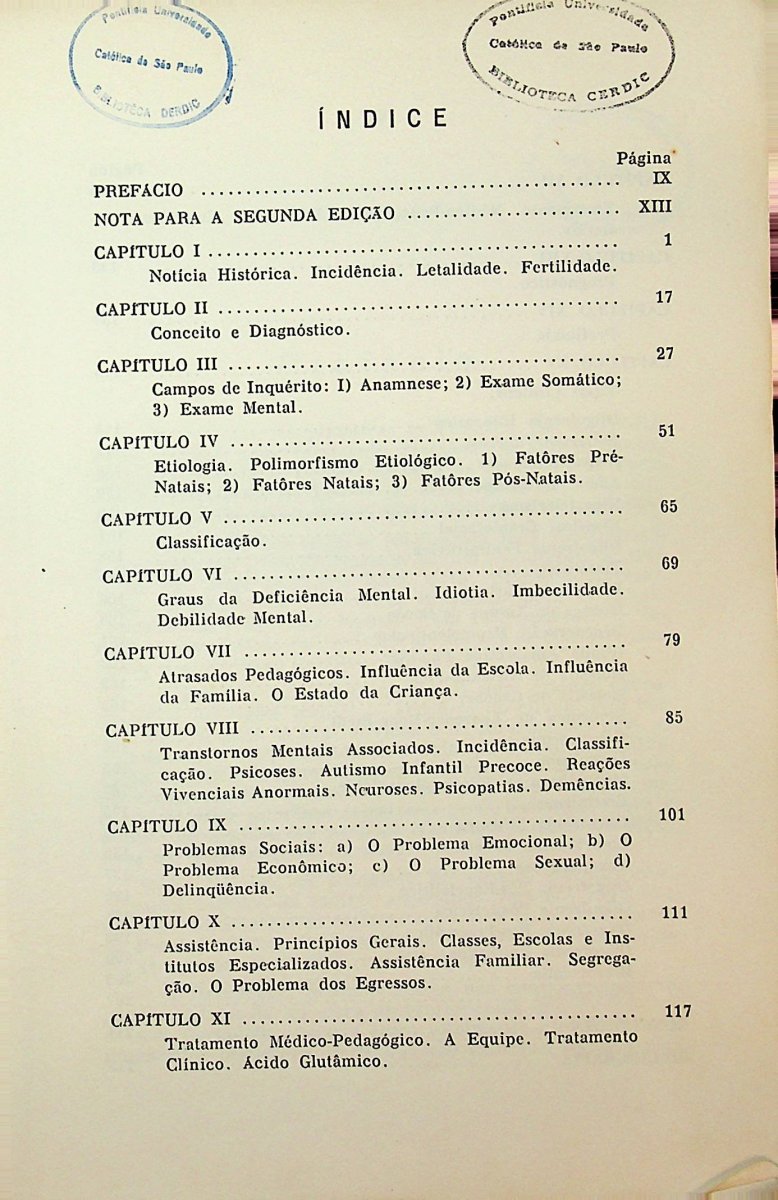 Pontifícia Universidade
Católica de São Paulo
BIBLIOTÉCA DERDIC
Pontifícia Universidade
Católica de São Paulo
BIBLIOTECA CERDIC
ÍNDICE
Página
PREFÁCIO ........ IX
NOTA PARA A SEGUNDA EDIÇÃO ........ XIII
CAPÍTULO I ........ 1
Notícia Histórica. Incidência. Letalidade. Fertilidade.
CAPÍTULO II ........ 17
Conceito e Diagnóstico.
CAPÍTULO III ........ 27
Campos de Inquérito: I) Anamnese; 2) Exame Somático;
3) Exame Mental.
CAPÍTULO IV ........ 51
Etiologia. Polimorfismo Etiológico. 1) Fatôres Pré-
Natais; 2) Fatôres Natais; 3) Fatôres Pós-Natais.
CAPÍTULO V ........ 65
Classificação.
CAPÍTULO VI ........ 69
Graus da Deficiência Mental. Idiotia. Imbecilidade.
Debilidade Mental.
CAPÍTULO VII ........ 79
Atrasados Pedagógicos. Influência da Escola. Influência
da Família. O Estado da Criança.
CAPÍTULO VIII ........ 85
Transtornos Mentais Associados. Incidência. Classifi-
cação. Psicoses. Autismo Infantil Precoce. Reações
Vivenciais Anormais. Neuroses. Psicopatias. Demências.
CAPÍTULO IX ........ 101
Problemas Sociais: a) O Problema Emocional; b) O
Problema Econômico; c) O Problema Sexual; d)
Delinqüência.
CAPÍTULO X ........ 111
Assistência. Princípios Gerais. Classes, Escolas e Ins-
titutos Especializados. Assistência Familiar. Segrega-
ção. O Problema dos Egressos.
CAPÍTULO XI ........ 117
Tratamento Médico-Pedagógico. A Equipe. Tratamento
Clínico. Ácido Glutâmico.